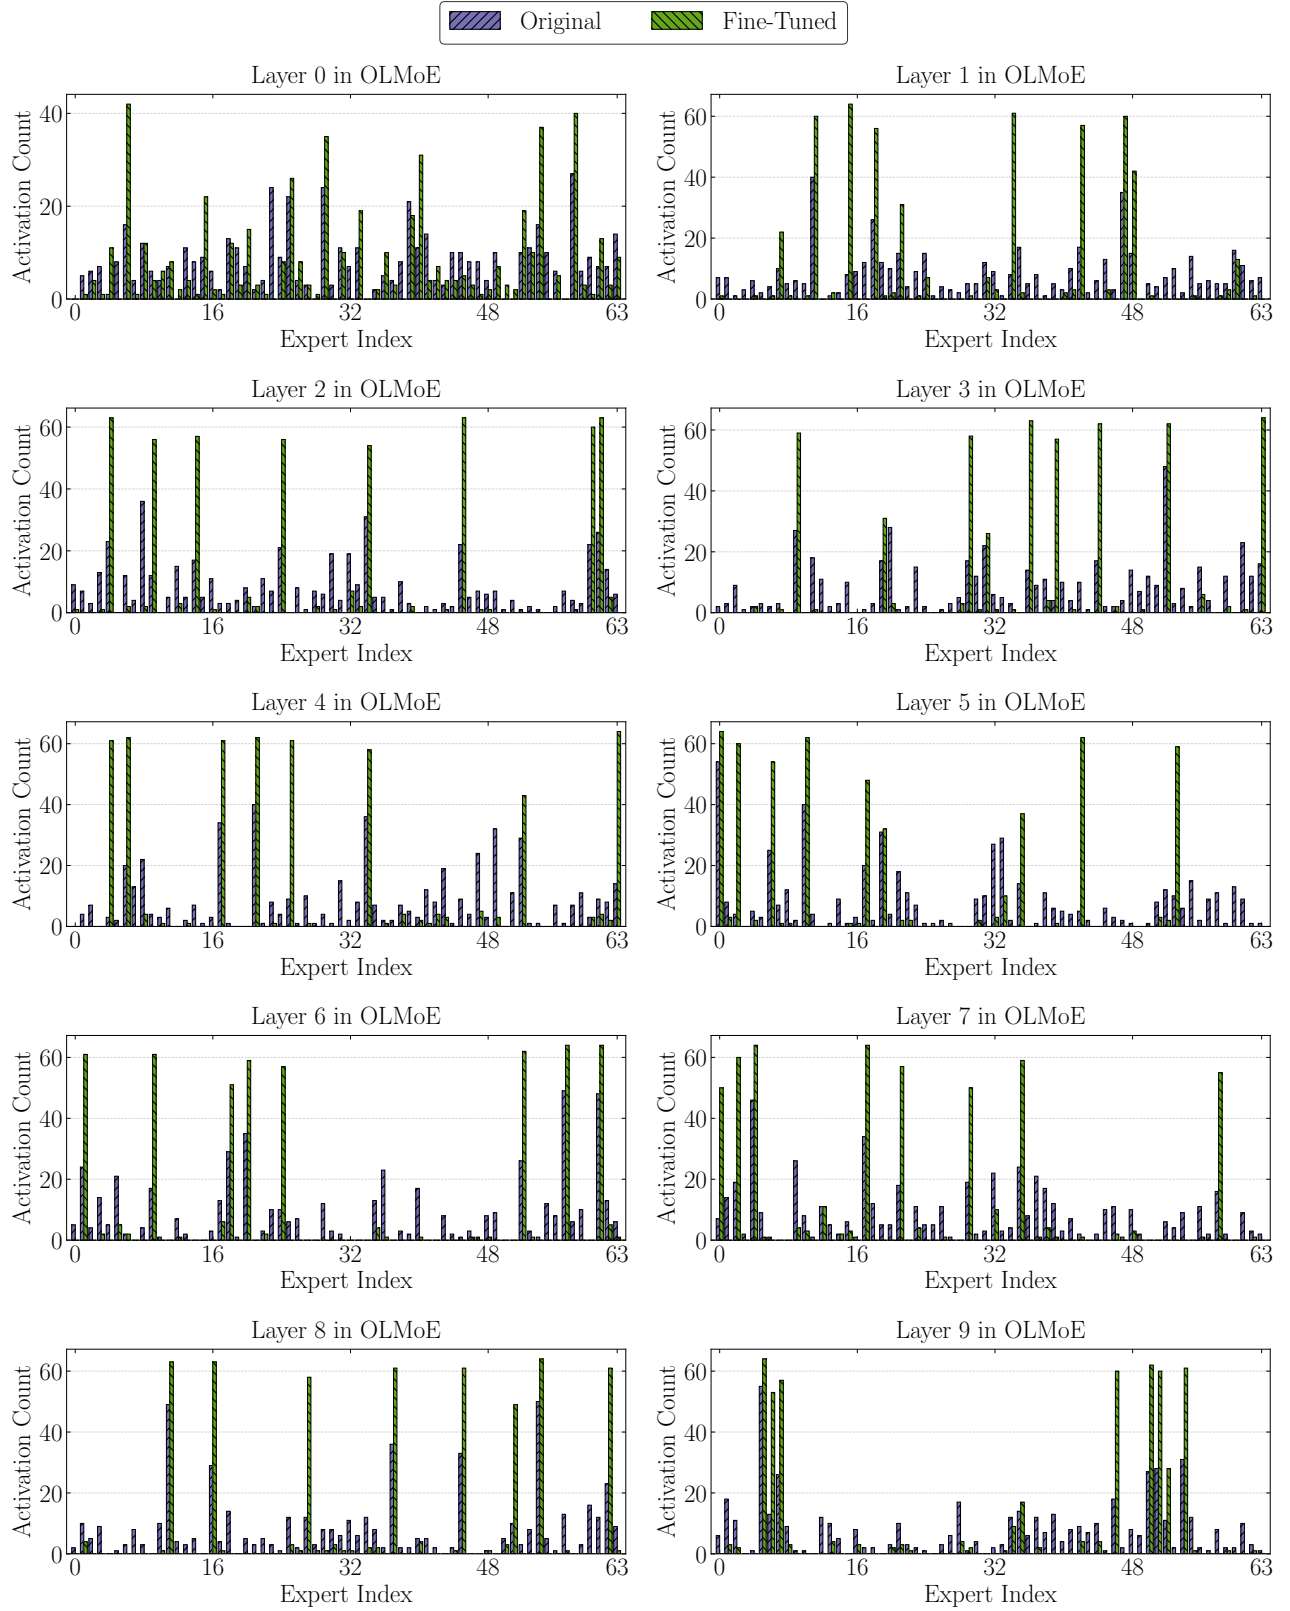 Original Fine-Tuned
Layer 0 in OLMoE
Activation Count
40
20
0
0 16 32 48 63
Expert Index
Layer 1 in OLMoE
Activation Count
60
40
20
0
0 16 32 48 63
Expert Index
Layer 2 in OLMoE
Activation Count
60
40
20
0
0 16 32 48 63
Expert Index
Layer 3 in OLMoE
Activation Count
60
40
20
0
0 16 32 48 63
Expert Index
Layer 4 in OLMoE
Activation Count
60
40
20
0
0 16 32 48 63
Expert Index
Layer 5 in OLMoE
Activation Count
60
40
20
0
0 16 32 48 63
Expert Index
Layer 6 in OLMoE
Activation Count
60
40
20
0
0 16 32 48 63
Expert Index
Layer 7 in OLMoE
Activation Count
60
40
20
0
0 16 32 48 63
Expert Index
Layer 8 in OLMoE
Activation Count
60
40
20
0
0 16 32 48 63
Expert Index
Layer 9 in OLMoE
Activation Count
60
40
20
0
0 16 32 48 63
Expert Index